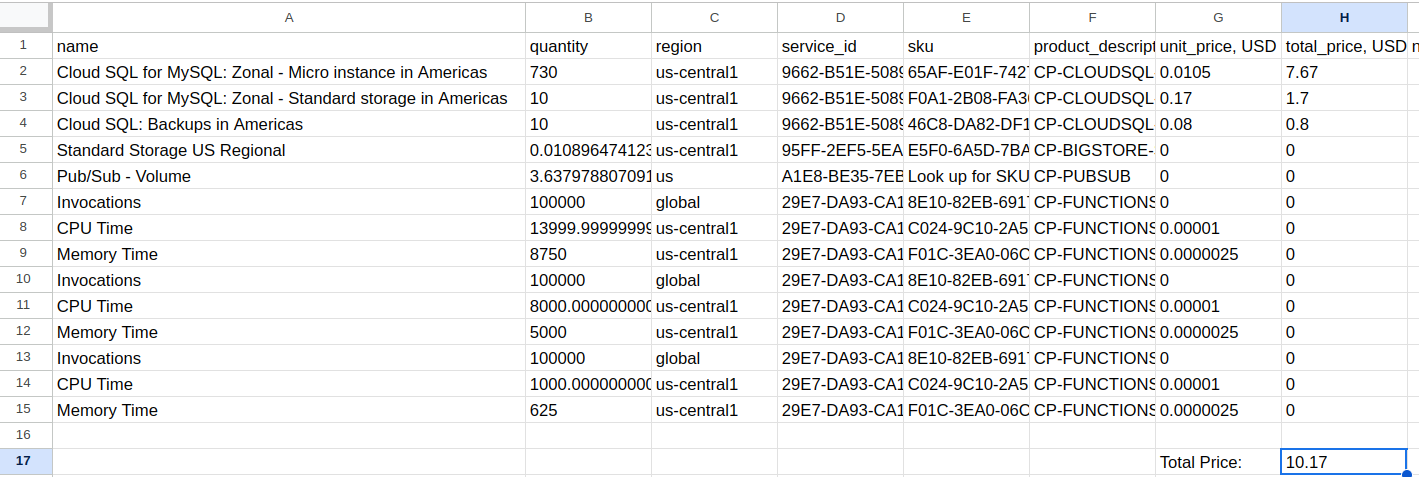 A B C D E F G H
1 name quantity region service_id sku product_descript unit_price, USD total_price, USD n
2 Cloud SQL for MySQL: Zonal - Micro instance in Americas 730 us-central1 9662-B51E-5089 65AF-E01F-7427 CP-CLOUDSQL- 0.0105 7.67
3 Cloud SQL for MySQL: Zonal - Standard storage in Americas 10 us-central1 9662-B51E-5089 F0A1-2B08-FA36 CP-CLOUDSQL- 0.17 1.7
4 Cloud SQL: Backups in Americas 10 us-central1 9662-B51E-5089 46C8-DA82-DF1 CP-CLOUDSQL 0.08 0.8
5 Standard Storage US Regional 0.010896474123 us-central1 95FF-2EF5-5EA E5F0-6A5D-7BA CP-BIGSTORE- 0 0
6 Pub/Sub - Volume 3.637978807091 us A1E8-BE35-7EB Look up for SKU CP-PUBSUB 0 0
7 Invocations 100000 global 29E7-DA93-CA1 8E10-82EB-6917 CP-FUNCTIONS 0 0
8 CPU Time 13999.99999999 us-central1 29E7-DA93-CA1 C024-9C10-2A5 CP-FUNCTIONS 0.00001 0
9 Memory Time 8750 us-central1 29E7-DA93-CA1 F01C-3EA0-06C CP-FUNCTIONS 0.0000025 0
10 Invocations 100000 global 29E7-DA93-CA1 8E10-82EB-6917 CP-FUNCTIONS 0 0
11 CPU Time 8000.000000000 us-central1 29E7-DA93-CA1 C024-9C10-2A5 CP-FUNCTIONS 0.00001 0
12 Memory Time 5000 us-central1 29E7-DA93-CA1 F01C-3EA0-06C CP-FUNCTIONS 0.0000025 0
13 Invocations 100000 global 29E7-DA93-CA1 8E10-82EB-6917 CP-FUNCTIONS 0 0
14 CPU Time 1000.000000000 us-central1 29E7-DA93-CA1 C024-9C10-2A5 CP-FUNCTIONS 0.00001 0
15 Memory Time 625 us-central1 29E7-DA93-CA1 F01C-3EA0-06C CP-FUNCTIONS 0.0000025 0
16
17 Total Price: 10.17